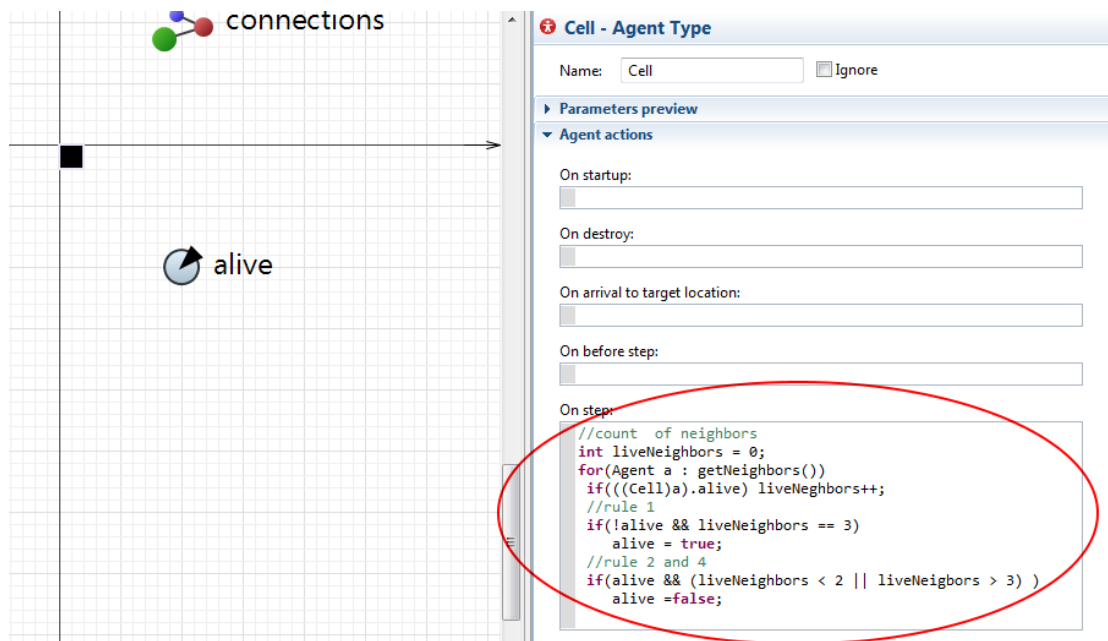 connections
alive
Cell - Agent Type
Name: Cell Ignore
Parameters preview
Agent actions
On startup:
On destroy:
On arrival to target location:
On before step:
On step:
//count of neighbors
int liveNeighbors = 0;
for(Agent a : getNeighbors())
if(((Cell)a).alive) liveNeghbors++;
//rule 1
if(!alive && liveNeighbors == 3)
alive = true;
//rule 2 and 4
if(alive && (liveNeighbors < 2 || liveNeigbors > 3) )
alive =false;